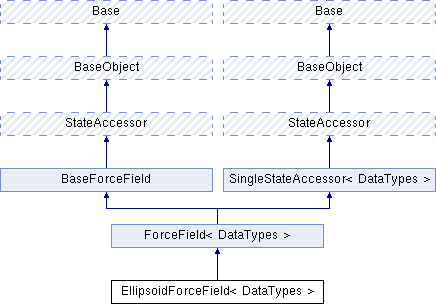 Base Base
BaseObject BaseObject
StateAccessor StateAccessor
BaseForceField SingleStateAccessor< DataTypes >
ForceField< DataTypes >
EllipsoidForceField< DataTypes >